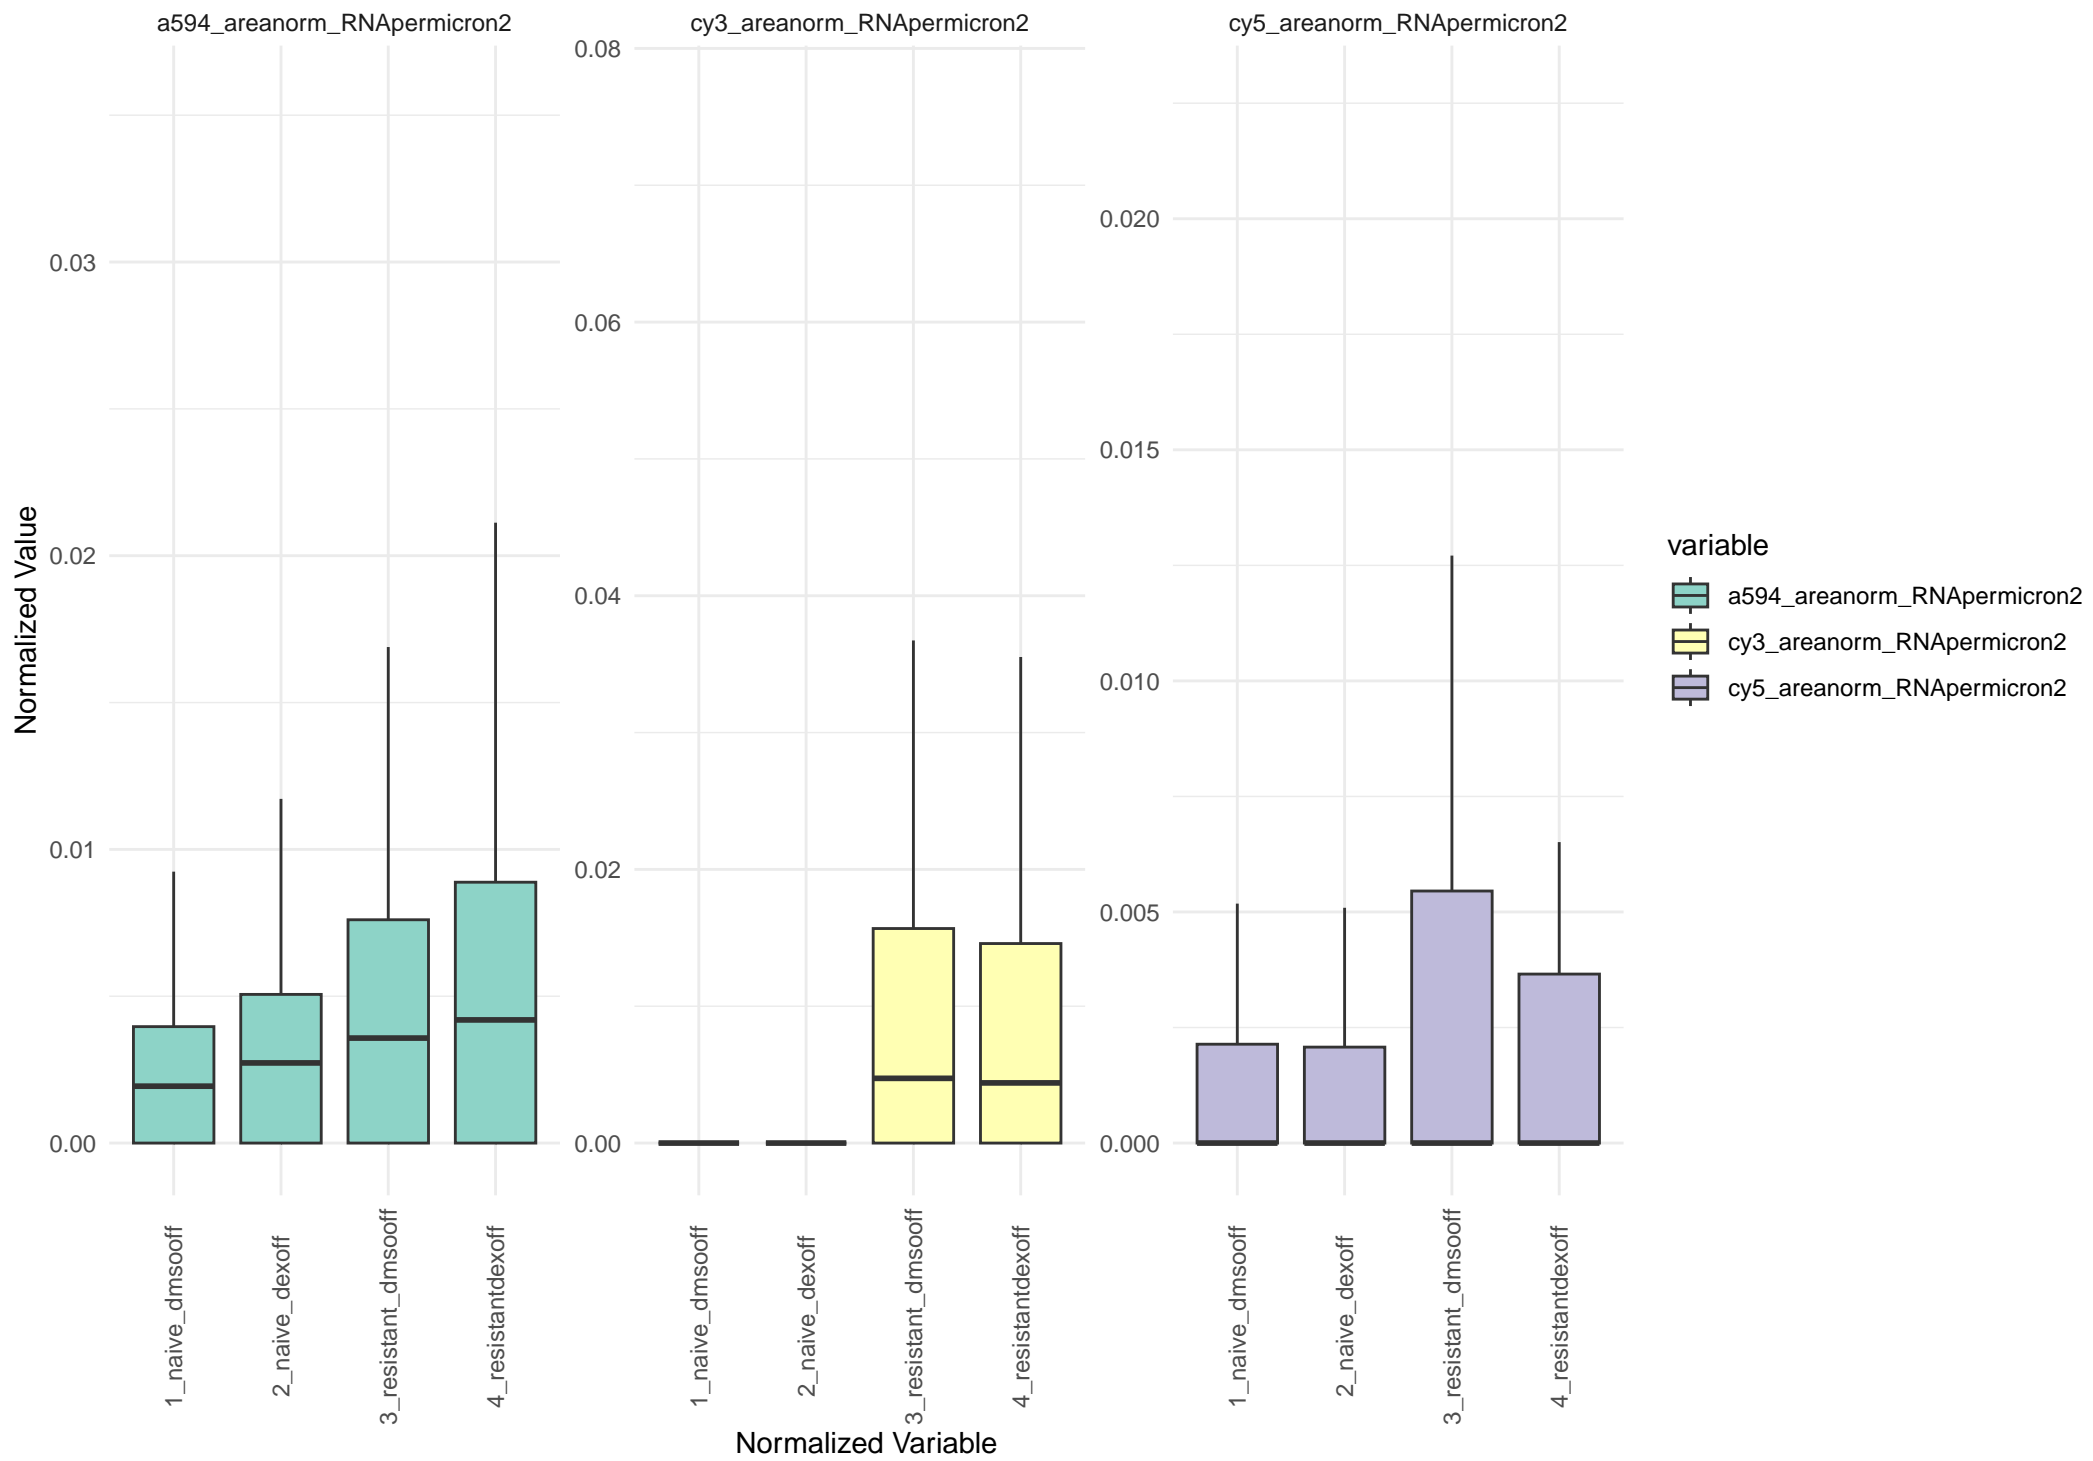 a594_areanorm_RNApermicron2
cy3_areanorm_RNApermicron2
cy5_areanorm_RNApermicron2
Normalized Value
0.03
0.02
0.01
0.00
0.08
0.06
0.04
0.02
0.00
0.020
0.015
0.010
0.005
0.000
1_naive_dmsooff
2_naive_dexoff
3_resistant_dmsooff
4_resistantdexoff
1_naive_dmsooff
2_naive_dexoff
3_resistant_dmsooff
4_resistantdexoff
1_naive_dmsooff
2_naive_dexoff
3_resistant_dmsooff
4_resistantdexoff
Normalized Variable
variable
a594_areanorm_RNApermicron2
cy3_areanorm_RNApermicron2
cy5_areanorm_RNApermicron2